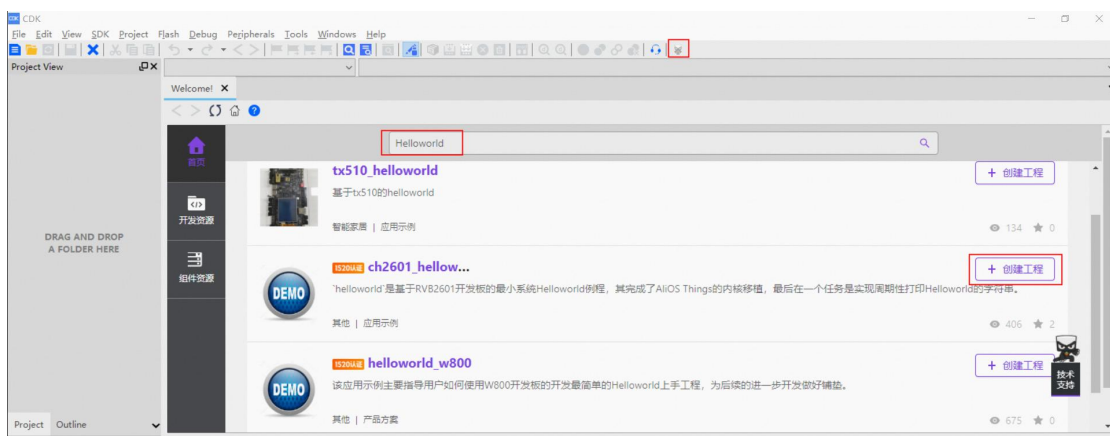 CDK
File Edit View SDK Project Flash Debug Peripherals Tools Windows Help
Project View
Welcome!
首页
开发资源
组件资源
DRAG AND DROP
A FOLDER HERE
Helloworld
tx510_helloworld
+ 创建工程
基于tx510的helloworld
智能家居 | 应用示例
134 0
ch2601_hellow...
+ 创建工程
DEMO
`helloworld`是基于RVB2601开发板的最小系统Helloworld例程，其完成了AliOS Things的内核移植，最后在一个任务是实现周期性打印Helloworld的字符串。
其他 | 应用示例
406 2
helloworld_w800
+ 创建工程
DEMO
该应用示例主要指导用户如何使用W800开发板的开发最简单的Helloworld上手工程，为后续的进一步开发做好铺垫。
技术
支持
其他 | 产品方案
675 0
Project Outline